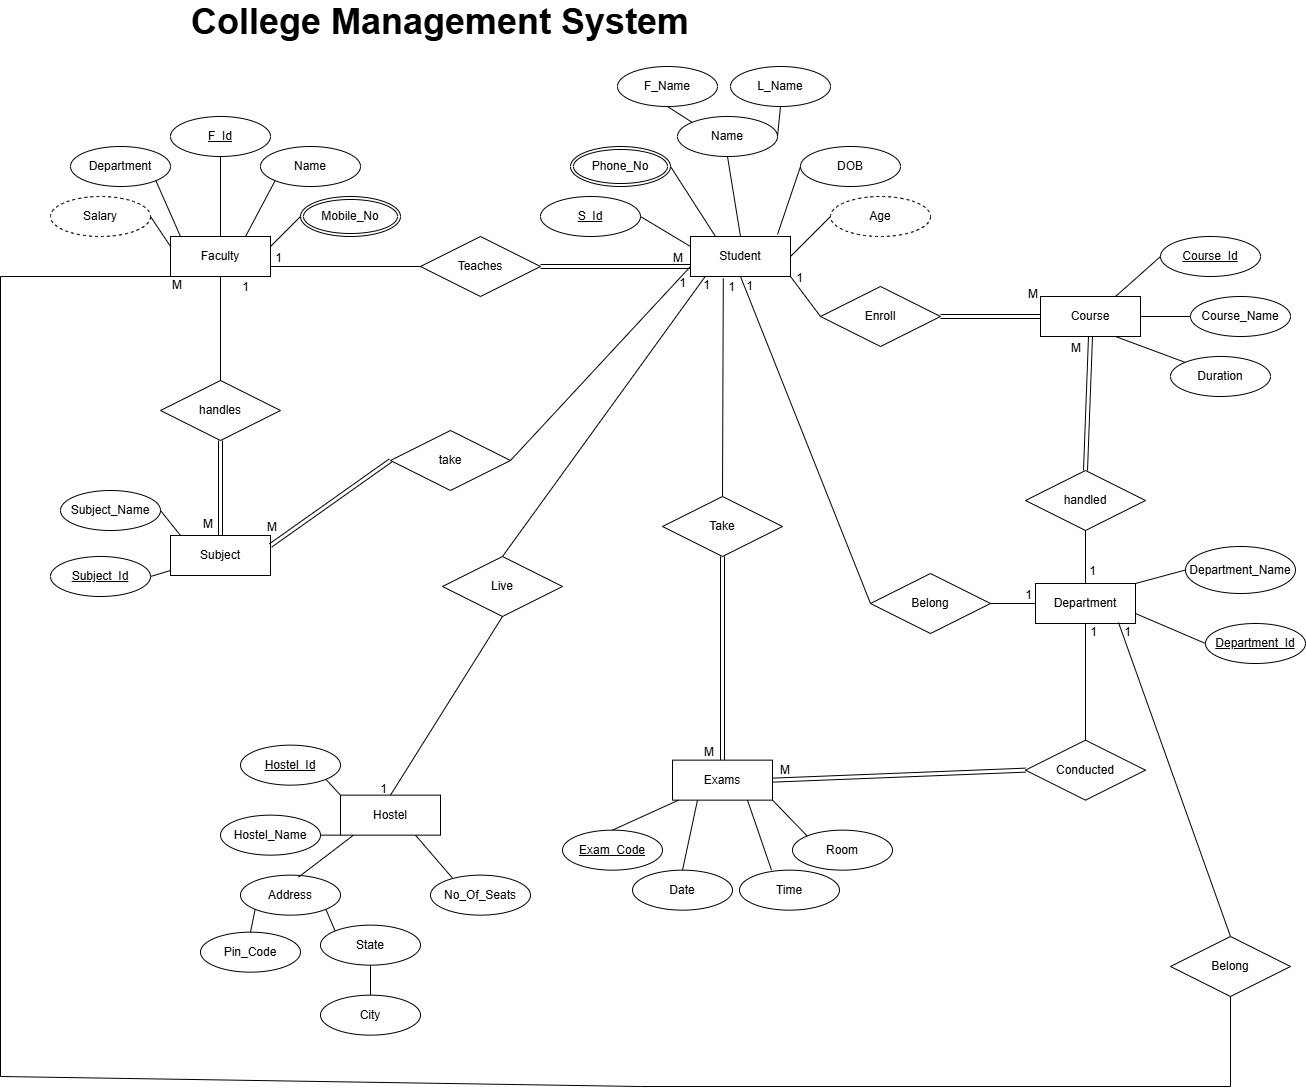 College Management System
F_Name
L_Name
F_Id
Name
Department
Name
Phone_No
DOB
Salary
Mobile_No
S_Id
Age
Faculty
1
Teaches
M
Student
Course_Id
M
1
1
1
1
1
1
Enroll
M
Course
Course_Name
M
Duration
handles
take
handled
Subject_Name
M
M
Take
Subject
Subject_Id
Live
1
Department_Name
Belong
1
Department
1
1
Department_Id
M
M
Hostel_Id
Exams
Conducted
1
Hostel
Hostel_Name
Exam_Code
Room
Address
No_Of_Seats
Date
Time
Pin_Code
State
Belong
City